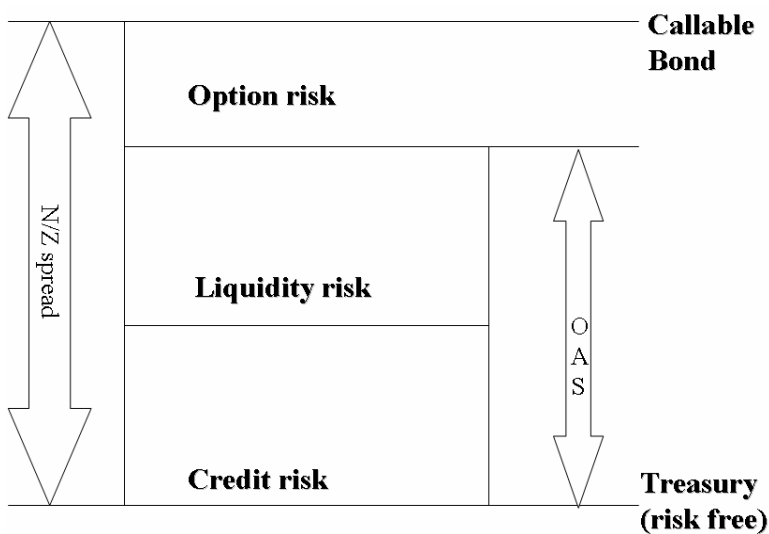 Callable
Bond
Option risk
N/Z spread
Liquidity risk
O
A
S
Credit risk
Treasury
(risk free)